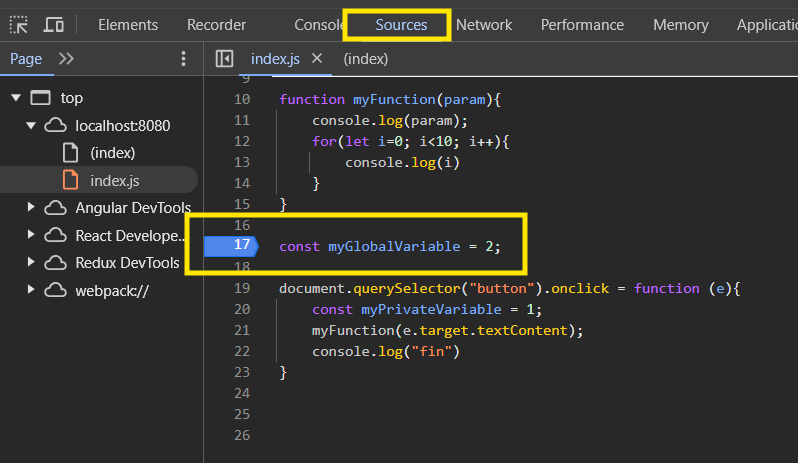 Elements Recorder Console Sources Network Performance Memory Applicati
Page index.js (index)
top
localhost:8080
(index)
index.js
Angular DevTools
React Develope...
Redux DevTools
webpack://
9
10 function myFunction(param){
11 console.log(param);
12 for(let i=0; i<10; i++){
13 console.log(i)
14 }
15 }
16
17 const myGlobalVariable = 2;
18
19 document.querySelector("button").onclick = function (e){
20 const myPrivateVariable = 1;
21 myFunction(e.target.textContent);
22 console.log("fin")
23 }
24
25
26